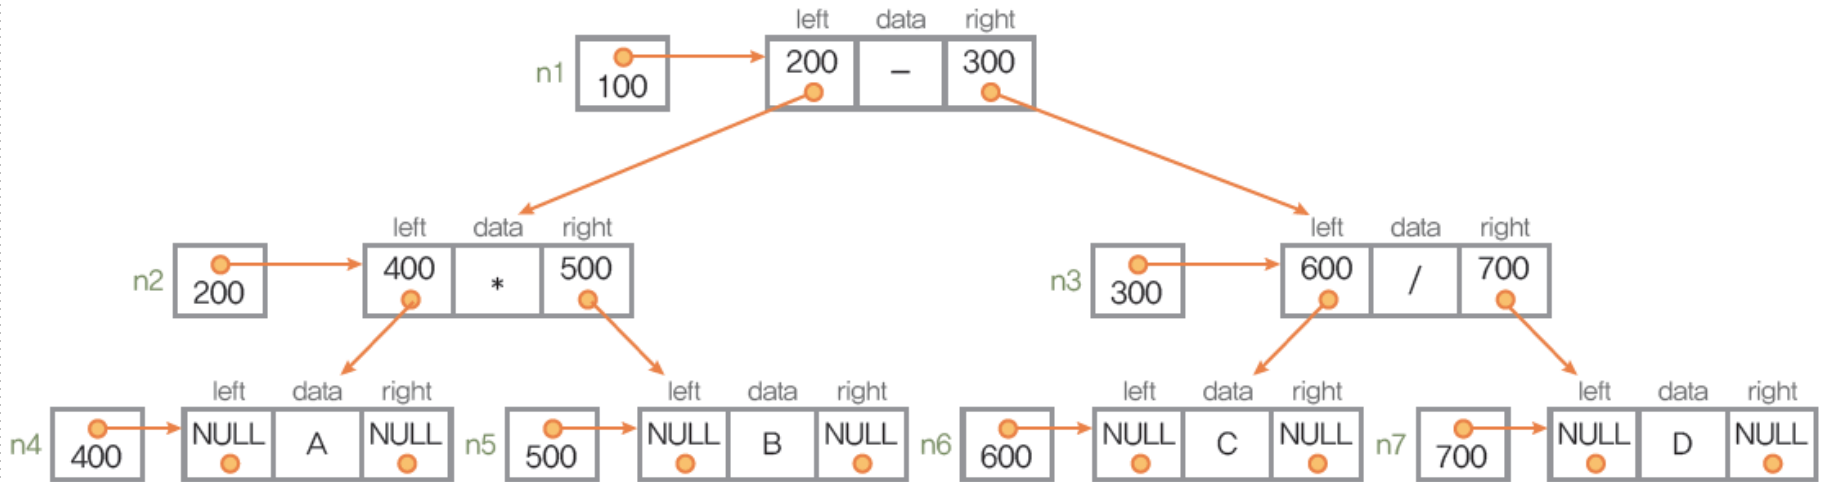 left data right
n1 100 200 – 300
left data right left data right
n2 200 400 * 500 n3 300 600 / 700
left data right left data right left data right left data right
n4 400 NULL A NULL n5 500 NULL B NULL n6 600 NULL C NULL n7 700 NULL D NULL